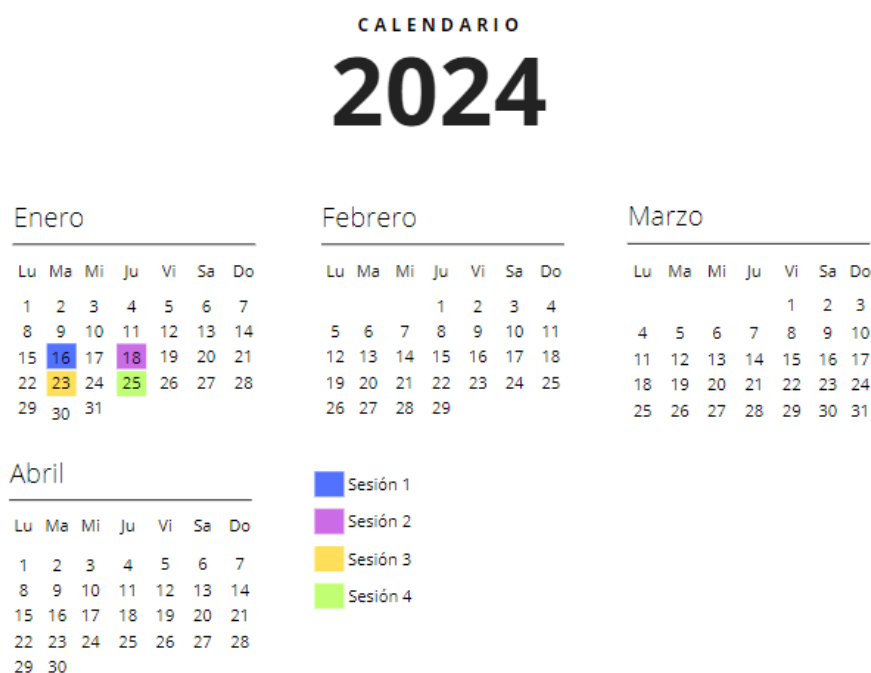 CALENDARIO
2024
Enero
Lu Ma Mi Ju Vi Sa Do
1 2 3 4 5 6 7
8 9 10 11 12 13 14
15 16 17 18 19 20 21
22 23 24 25 26 27 28
29 30 31
Febrero
Lu Ma Mi Ju Vi Sa Do
1 2 3 4
5 6 7 8 9 10 11
12 13 14 15 16 17 18
19 20 21 22 23 24 25
26 27 28 29
Marzo
Lu Ma Mi Ju Vi Sa Do
1 2 3
4 5 6 7 8 9 10
11 12 13 14 15 16 17
18 19 20 21 22 23 24
25 26 27 28 29 30 31
Abril
Lu Ma Mi Ju Vi Sa Do
1 2 3 4 5 6 7
8 9 10 11 12 13 14
15 16 17 18 19 20 21
22 23 24 25 26 27 28
29 30
Sesión 1
Sesión 2
Sesión 3
Sesión 4